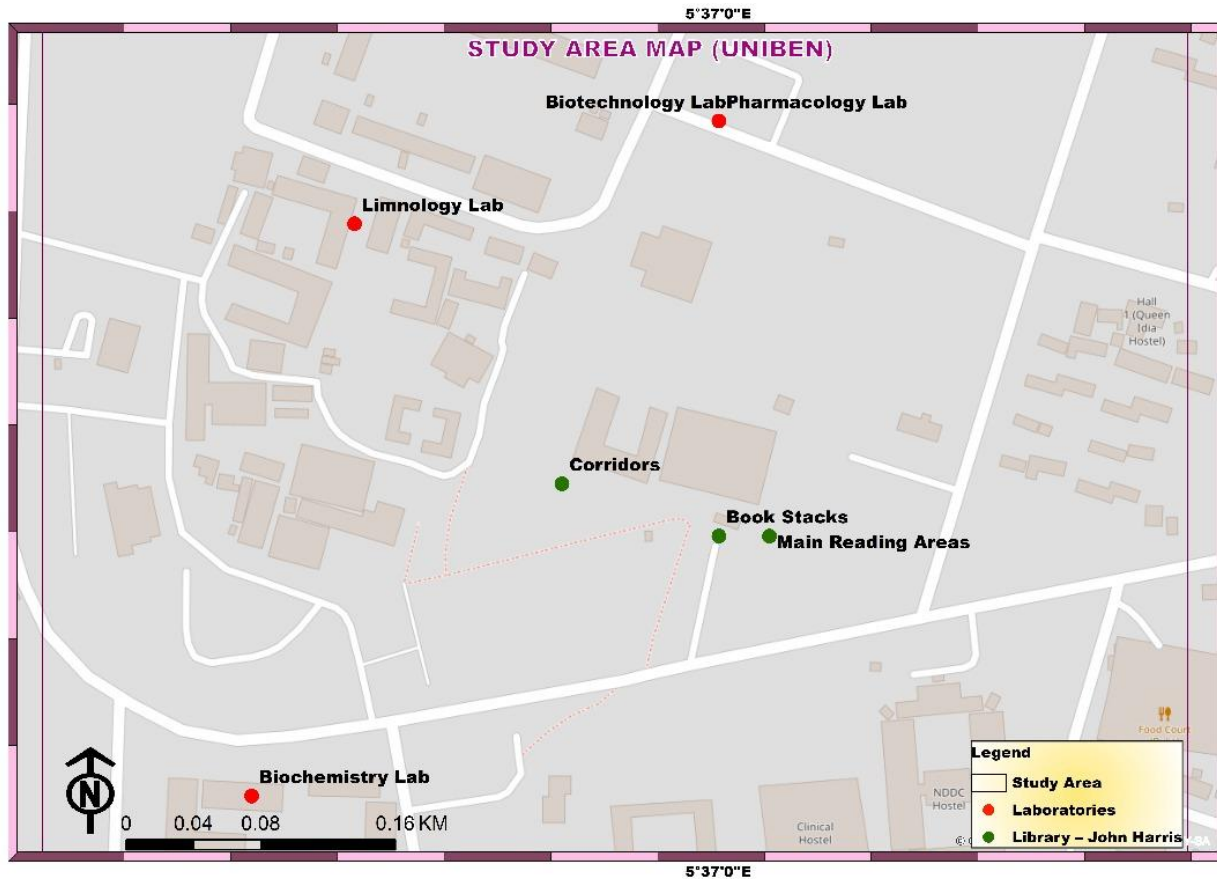 5°37'0"E
STUDY AREA MAP (UNIBEN)
Biotechnology LabPharmacology Lab
Limnology Lab
Hall
1 (Queen
Idia
Hostel)
Corridors
Book Stacks
Main Reading Areas
Food Court
Biochemistry Lab
N
0 0.04 0.08 0.16 KM
NDDC
Hostel
Clinical
Hostel
Legend
Study Area
Laboratories
Library – John Harris
5°37'0"E